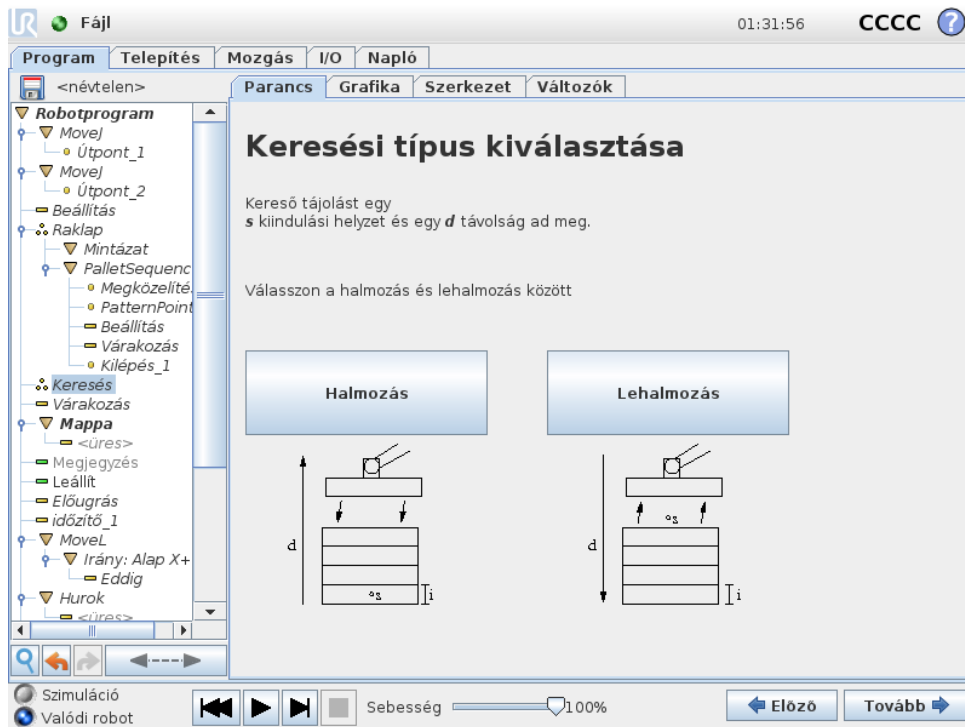 UR Fájl 01:31:56 CCCC ?
Program Telepítés Mozgás I/O Napló
<névtelen>
Parancs Grafika Szerkezet Változók
Robotprogram
MoveJ
Útpont_1
MoveJ
Útpont_2
Beállítás
Raklap
Mintázat
PalletSequenc
Megközelíté
PatternPoint
Beállítás
Várakozás
Kilépés_1
Keresés
Várakozás
Mappa
<üres>
Megjegyzés
Leállít
Előugrás
időzítő_1
MoveL
Irány: Alap X+
Eddig
Hurok
<üres>
Keresési típus kiválasztása
Kereső tájolást egy
s kiindulási helyzet és egy d távolság ad meg.
Válasszon a halmozás és lehalmozás között
Halmozás Lehalmozás
d s i
d s i
Szimuláció
Valódi robot
Sebesség 100%
Előző Tovább